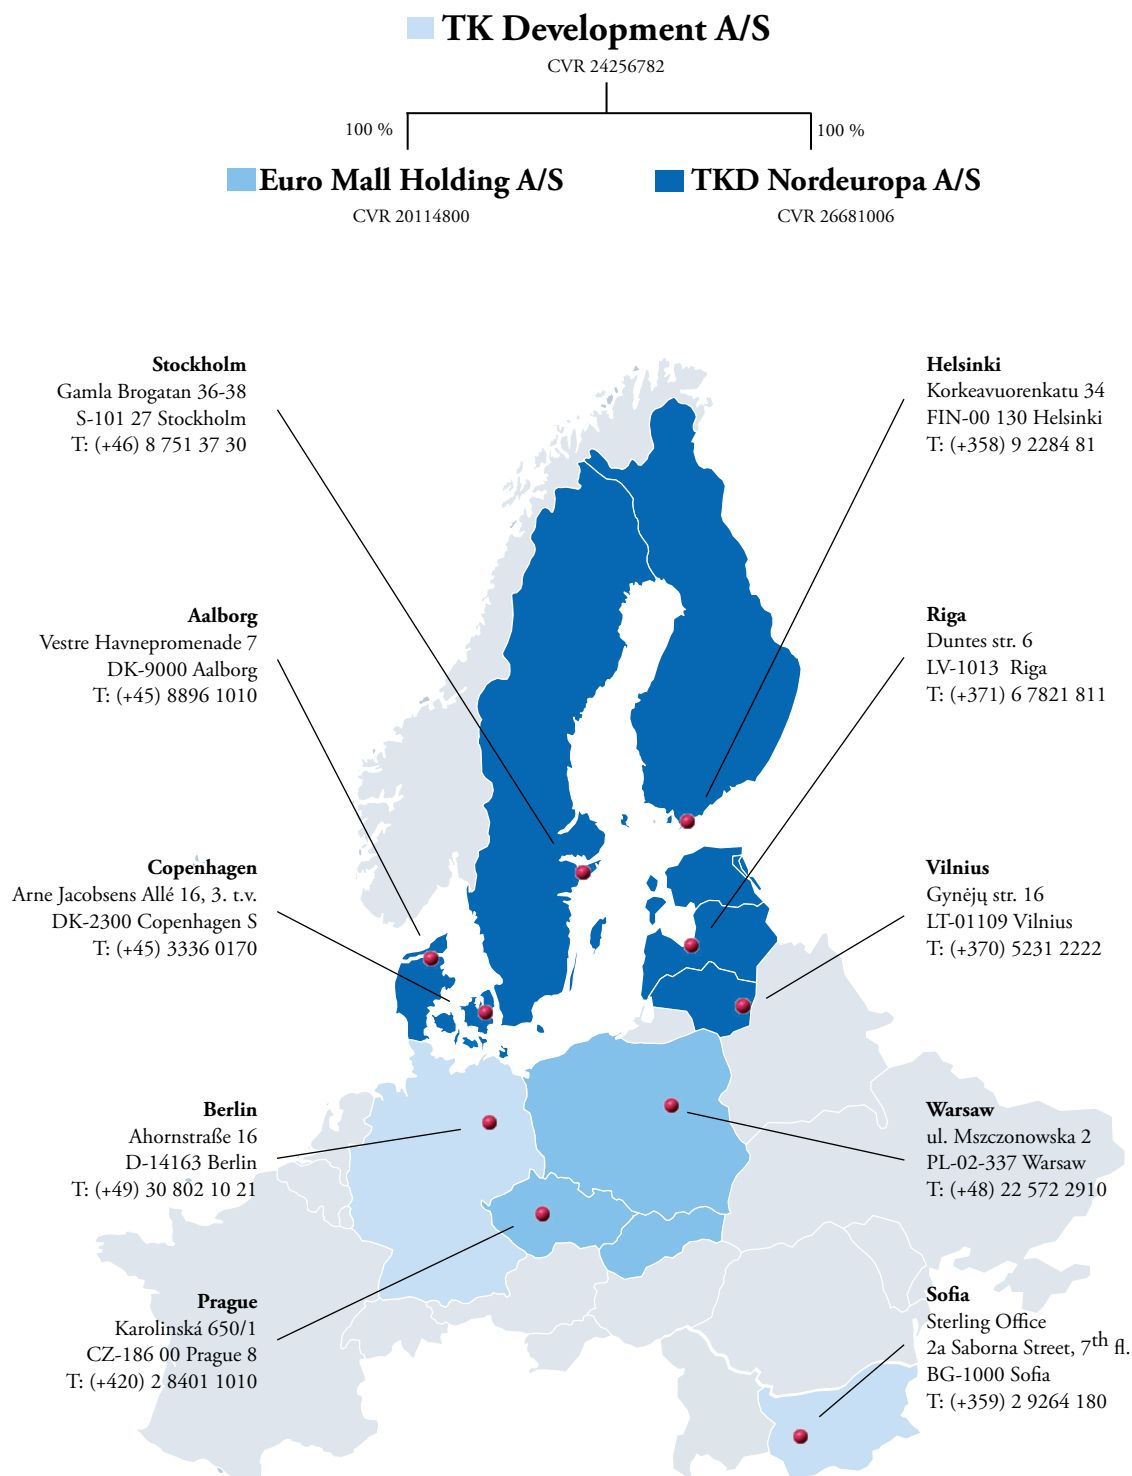 TK Development A/S
CVR 24256782
100 %
100 %
Euro Mall Holding A/S
CVR 20114800
TKD Nordeuropa A/S
CVR 26681006
Stockholm
Gamla Brogatan 36-38
S-101 27 Stockholm
T: (+46) 8 751 37 30
Helsinki
Korkeavuorenkatu 34
FIN-00 130 Helsinki
T: (+358) 9 2284 81
Aalborg
Vestre Havnepromenade 7
DK-9000 Aalborg
T: (+45) 8896 1010
Riga
Duntes str. 6
LV-1013 Riga
T: (+371) 6 7821 811
Copenhagen
Arne Jacobsens Allé 16, 3. t.v.
DK-2300 Copenhagen S
T: (+45) 3336 0170
Vilnius
Gynėjų str. 16
LT-01109 Vilnius
T: (+370) 5231 2222
Berlin
Ahornstraße 16
D-14163 Berlin
T: (+49) 30 802 10 21
Warsaw
ul. Mszczonowska 2
PL-02-337 Warsaw
T: (+48) 22 572 2910
Prague
Karolinská 650/1
CZ-186 00 Prague 8
T: (+420) 2 8401 1010
Sofia
Sterling Office
2a Saborna Street, 7th fl.
BG-1000 Sofia
T: (+359) 2 9264 180